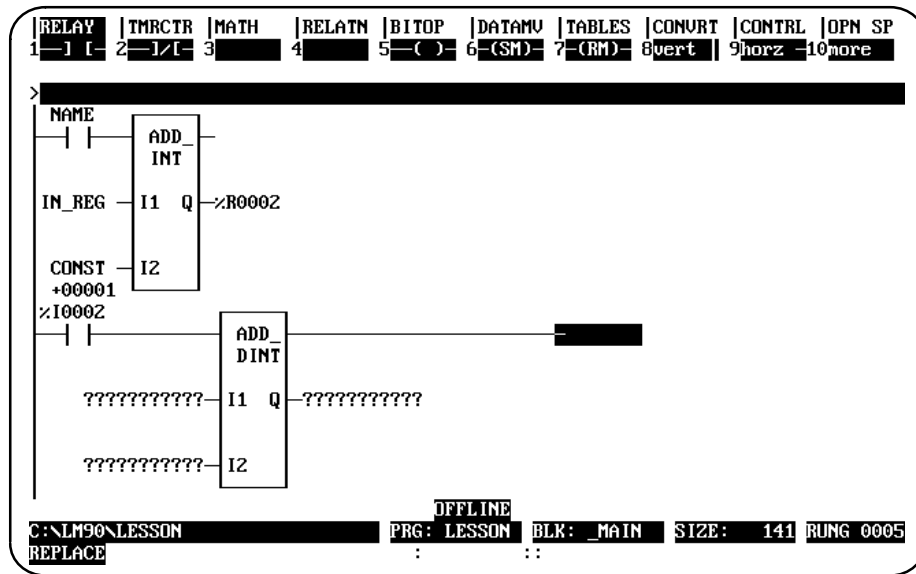 RELAY |TMRCTR |MATH |RELATN |BITOP |DATAMV |TABLES |CONVRT |CONTRL |OPN SP
1—] [— 2—]/[— 3 4 5—( )— 6—(SM)— 7—(RM)— 8vert | 9horz —10more
>
NAME
ADD_
INT
IN_REG I1 Q %R0002
CONST I2
+00001
%I0002
ADD_
DINT
??????????? I1 Q ???????????
??????????? I2
OFFLINE
C:\LM90\LESSON PRG: LESSON BLK: _MAIN SIZE: 141 RUNG 0005
REPLACE : ::